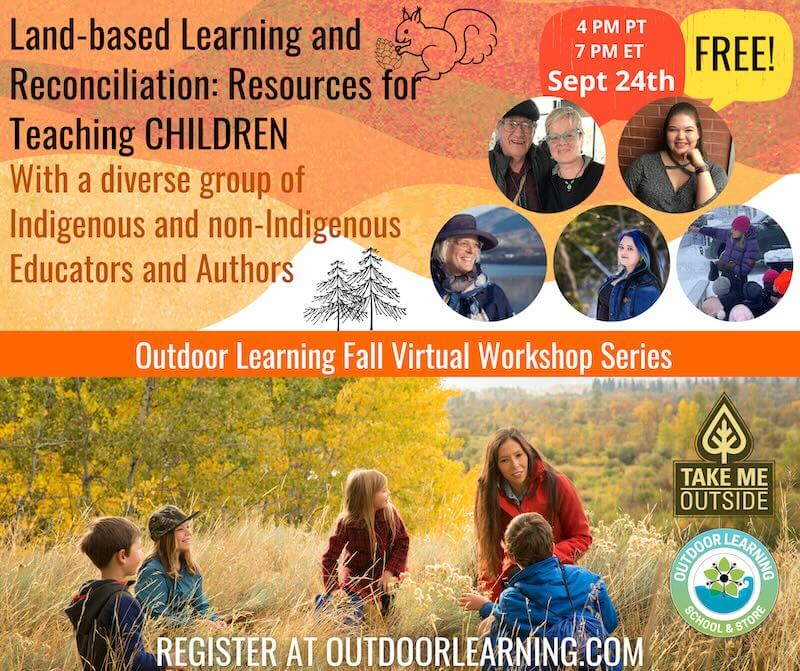 Land-based Learning and
Reconciliation: Resources for
Teaching CHILDREN
With a diverse group of
Indigenous and non-Indigenous
Educators and Authors
4 PM PT
7 PM ET
Sept 24th
FREE!
Outdoor Learning Fall Virtual Workshop Series
TAKE ME
OUTSIDE
OUTDOOR LEARNING
SCHOOL & STORE
REGISTER AT OUTDOORLEARNING.COM